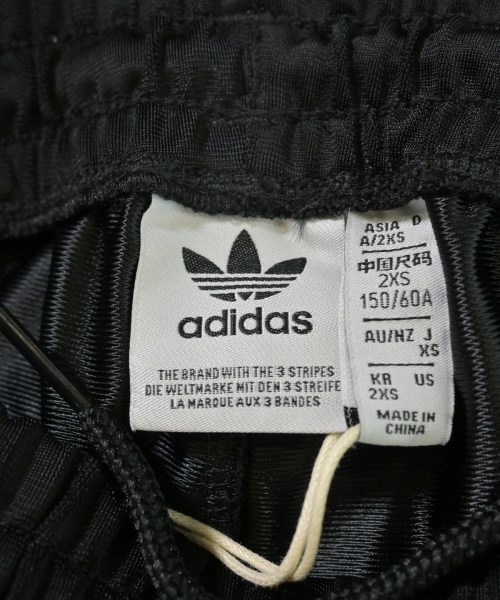 adidas
THE BRAND WITH THE 3 STRIPES
DIE WELTMARKE MIT DEN 3 STREIFE
LA MARQUE AUX 3 BANDES
ASIA D
A/2XS
中国尺码
2XS
150/60A
AU/NZ J
XS
KR US
2XS
MADE IN
CHINA